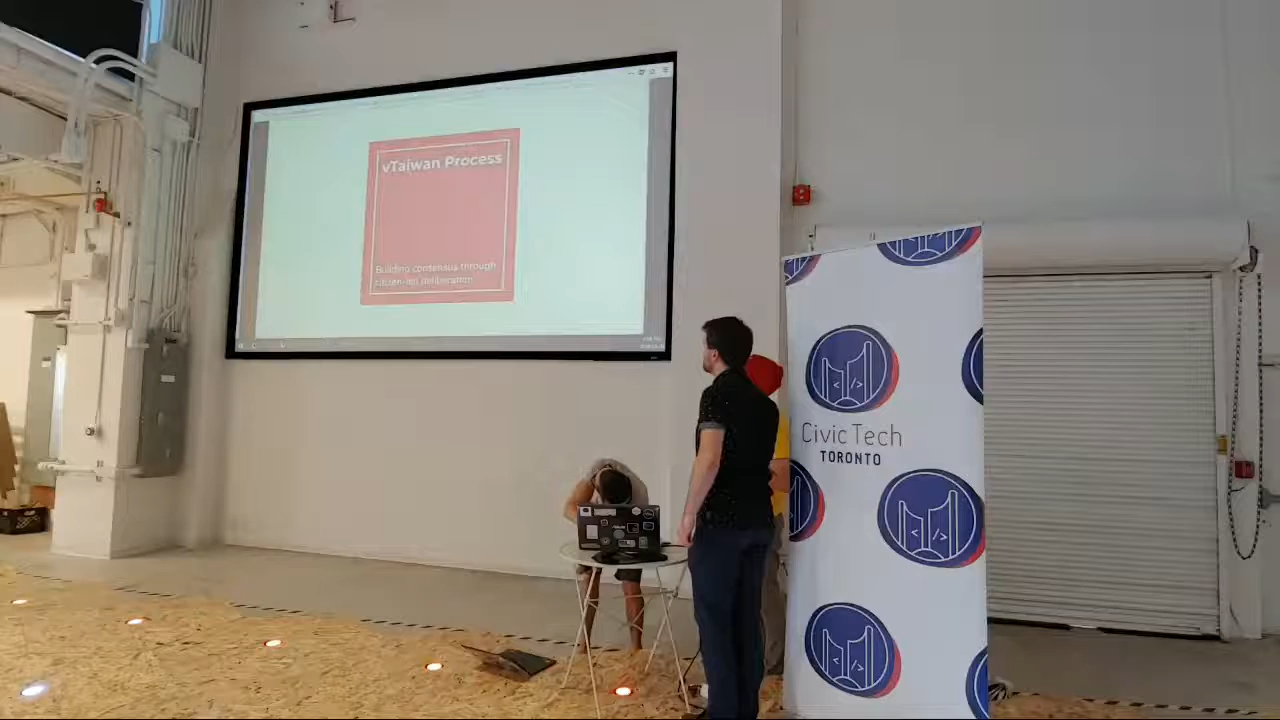 vTaiwan Process
Building consensus through
citizen-led deliberation
Civic Tech
TORONTO